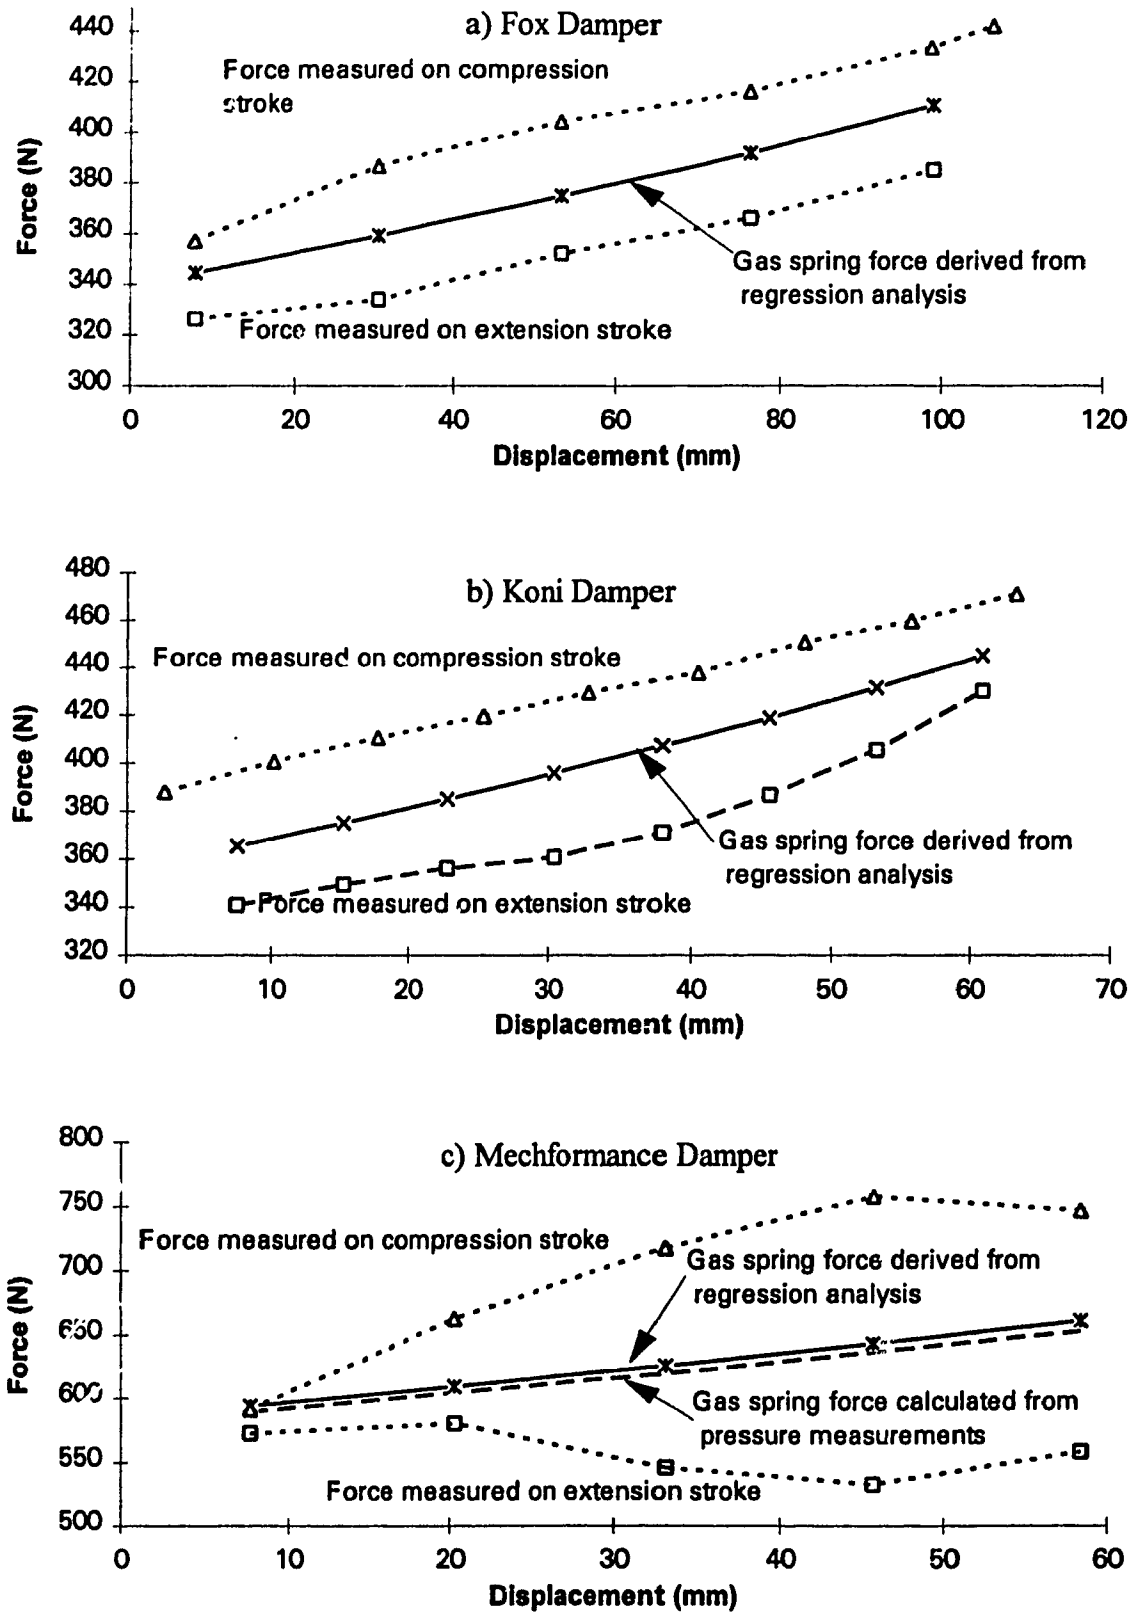 a) Fox Damper
440
420
400
380
360
340
320
300
Force (N)
Force measured on compression
stroke
Gas spring force derived from
regression analysis
Force measured on extension stroke
0 20 40 60 80 100 120
Displacement (mm)
b) Koni Damper
480
460
440
420
400
380
360
340
320
Force (N)
Force measured on compression stroke
Gas spring force derived from
regression analysis
Force measured on extension stroke
0 10 20 30 40 50 60 70
Displacement (mm)
c) Mechformance Damper
800
750
700
650
600
550
500
Force (N)
Force measured on compression stroke
Gas spring force derived from
regression analysis
Gas spring force calculated from
pressure measurements
Force measured on extension stroke
0 10 20 30 40 50 60
Displacement (mm)